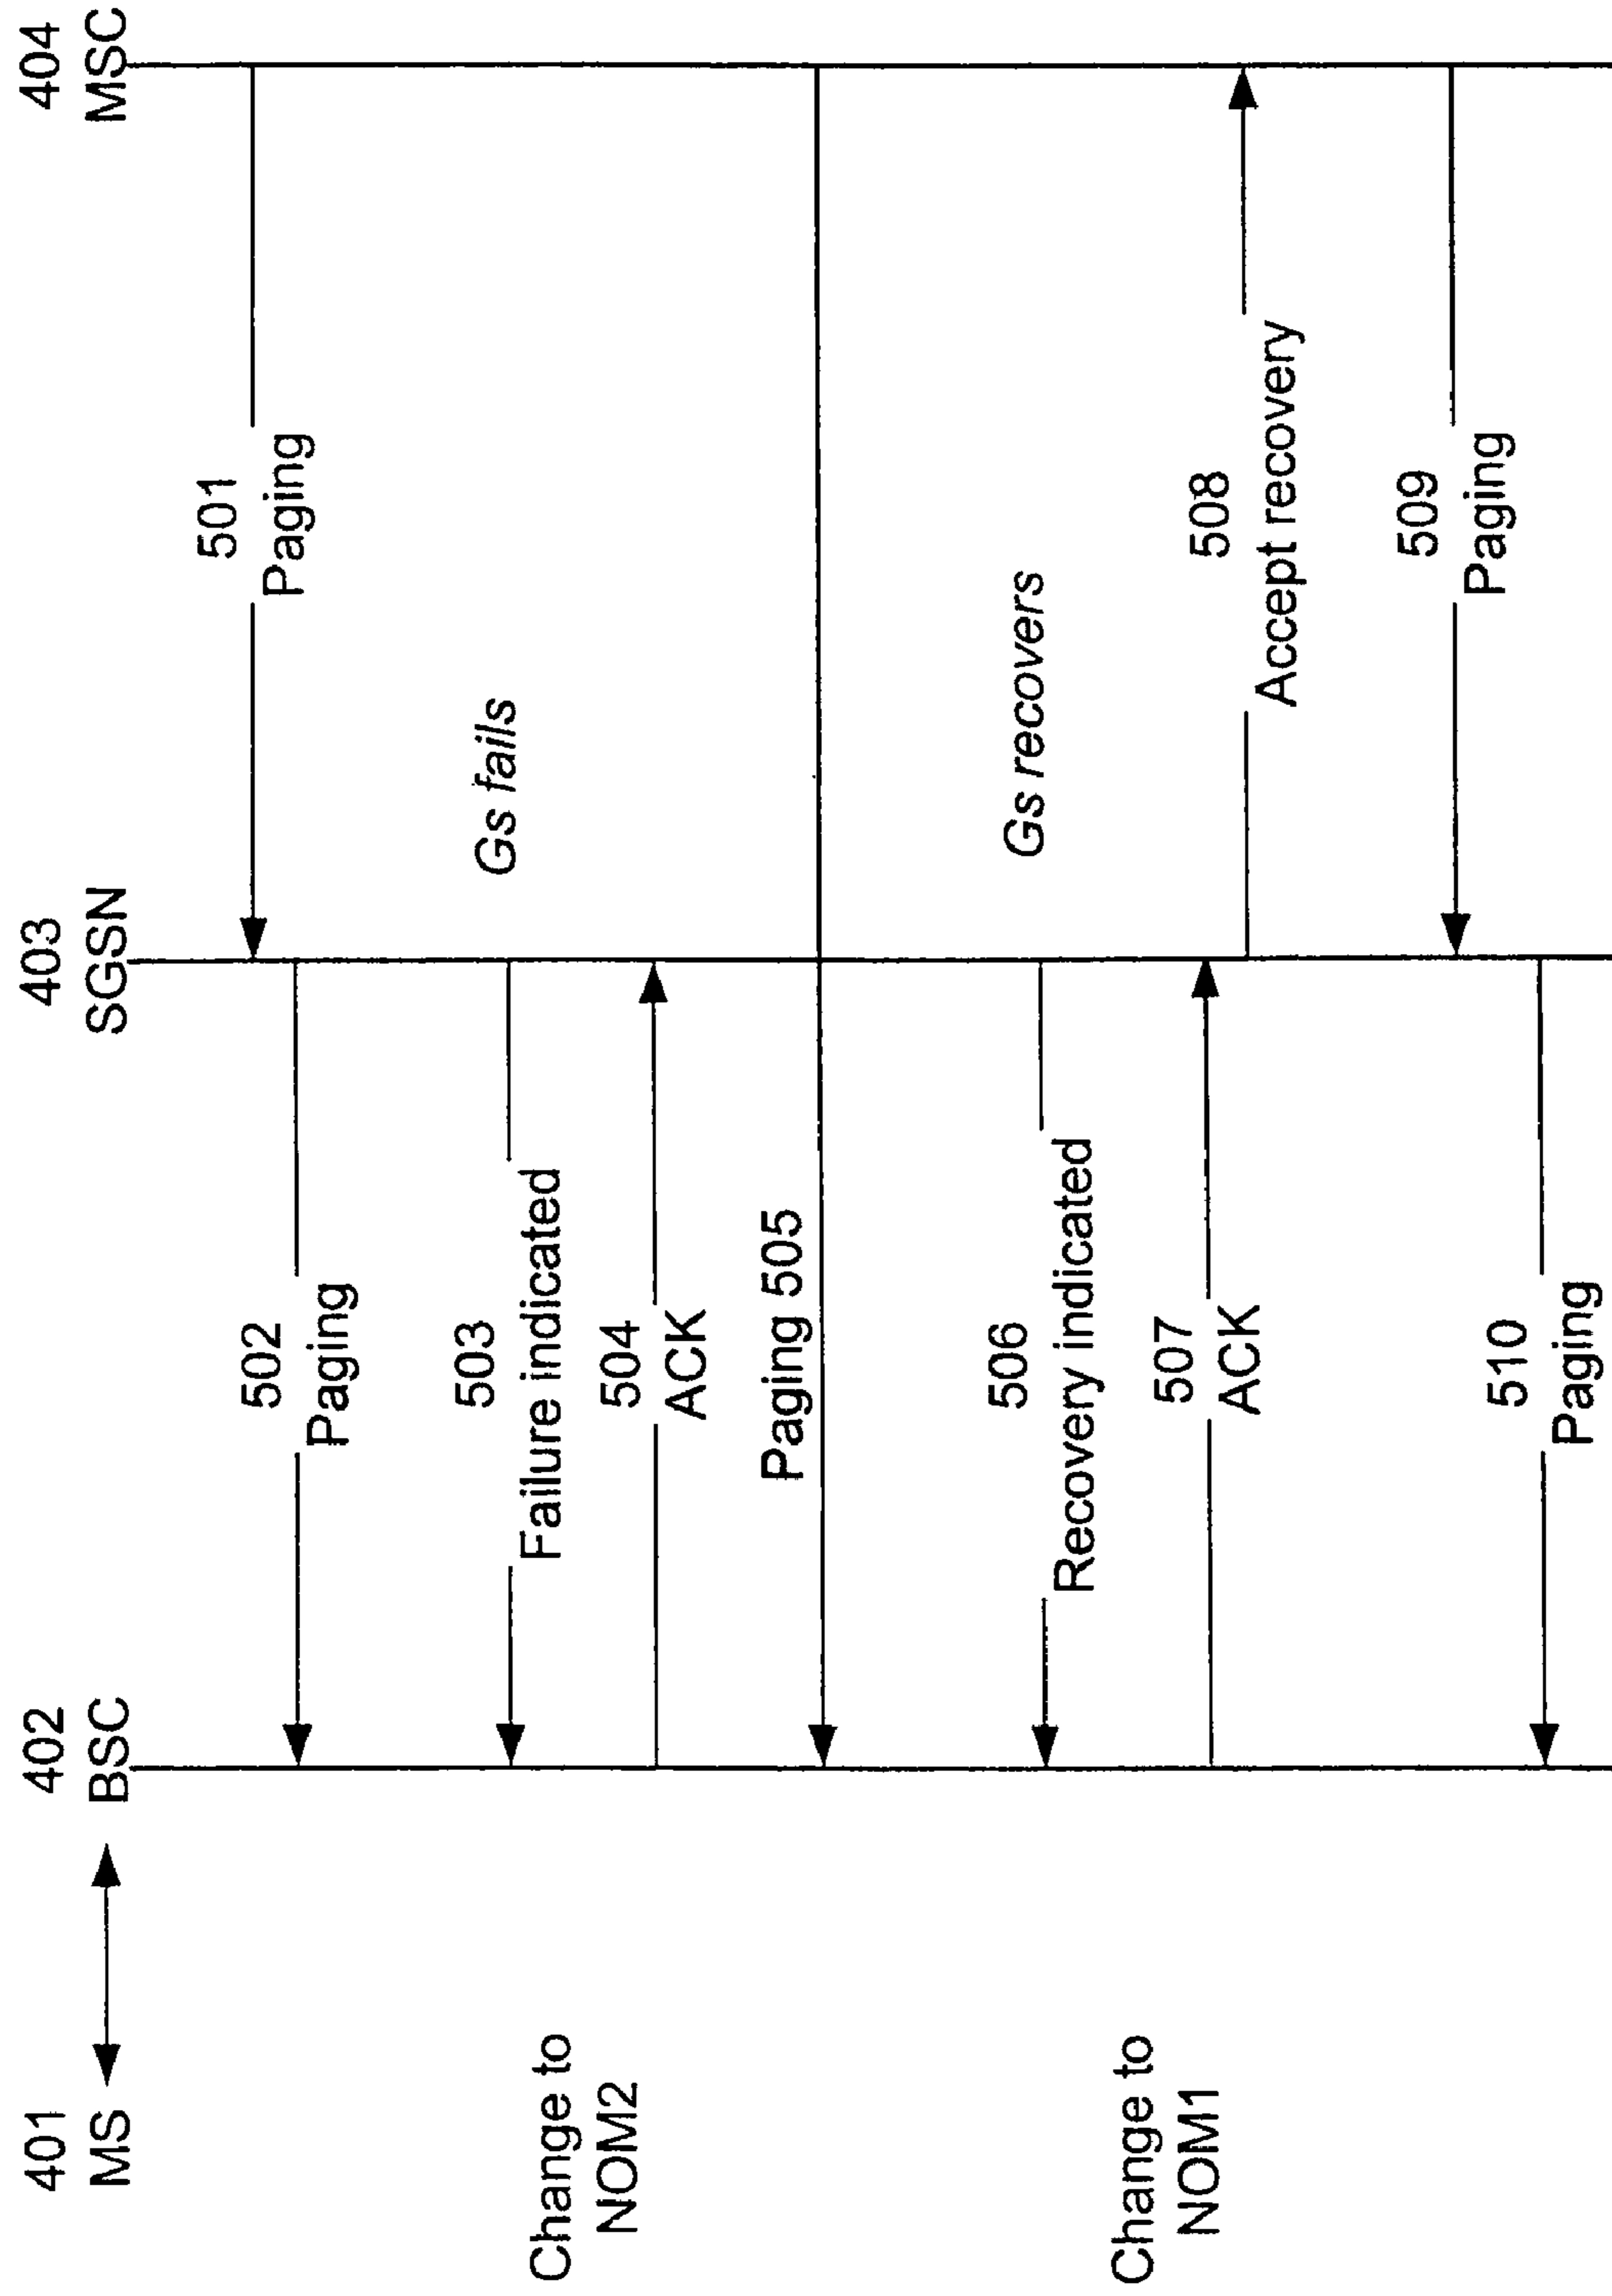 401
MS
402
BSC
403
SGSN
404
MSC
501
Paging
502
Paging
Gs fails
503
Failure indicated
Change to
NOM2
504
ACK
Paging 505
Gs recovers
506
Recovery indicated
Change to
NOM1
507
ACK
508
Accept recovery
509
Paging
510
Paging